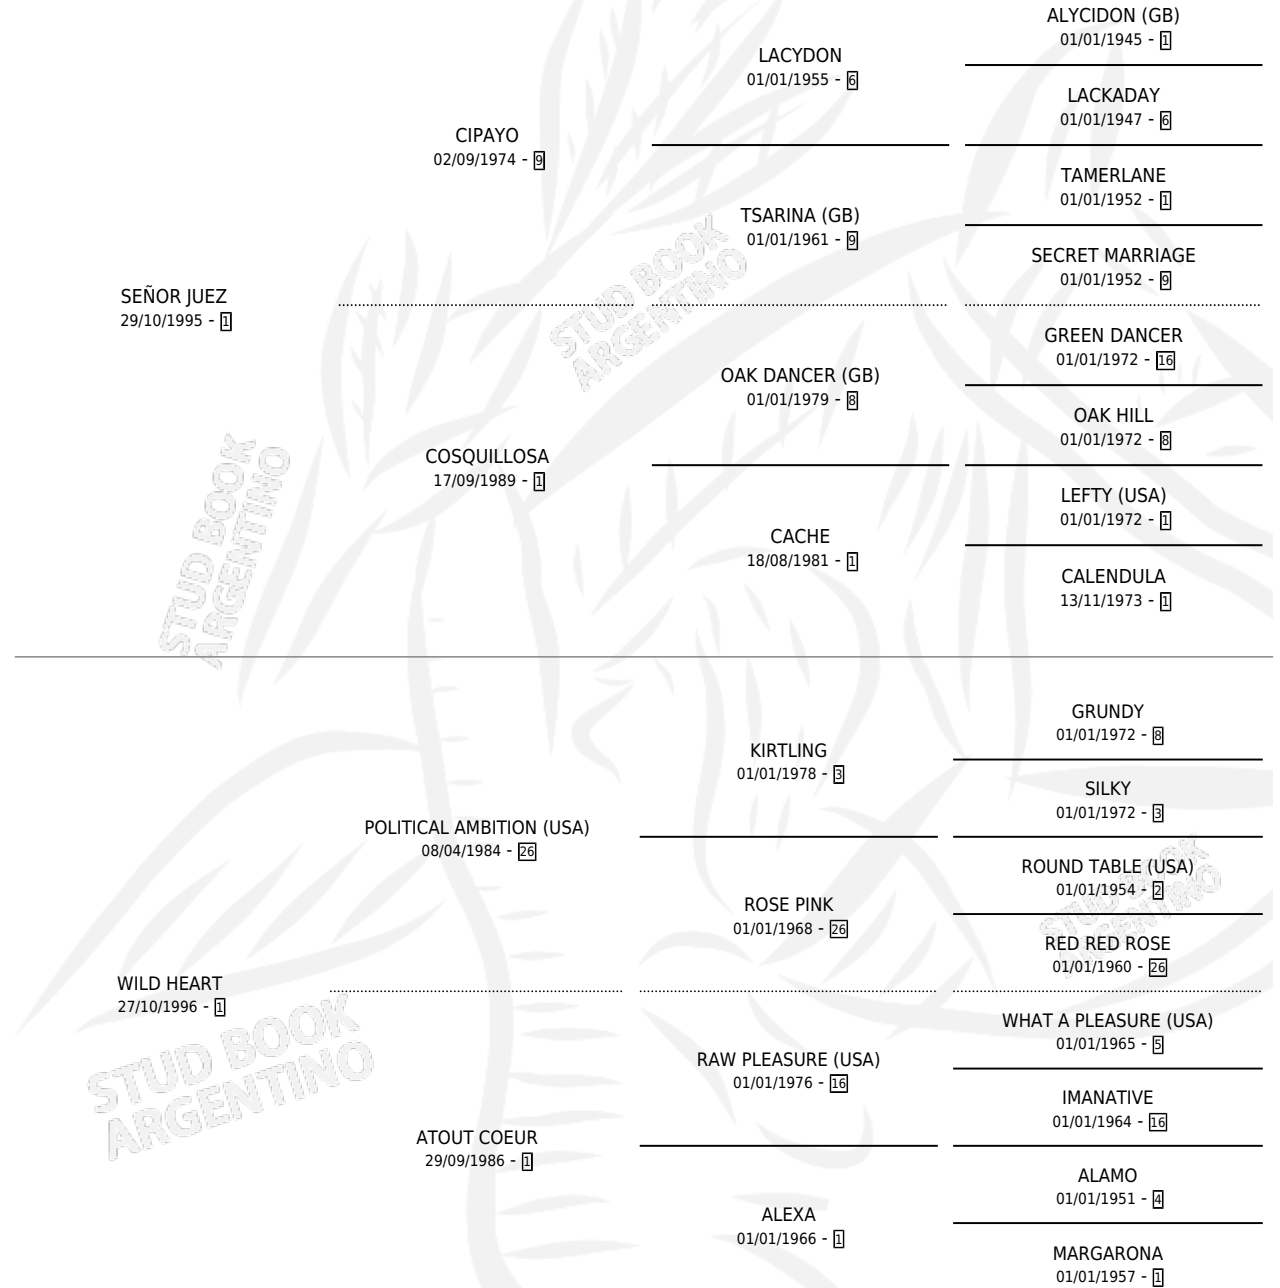 ALYCIDON (GB)
01/01/1945 - 1
LACYDON
01/01/1955 - 6
LACKADAY
01/01/1947 - 6
CIPAYO
02/09/1974 - 9
TAMERLANE
01/01/1952 - 1
TSARINA (GB)
01/01/1961 - 9
SECRET MARRIAGE
01/01/1952 - 9
SEÑOR JUEZ
29/10/1995 - 1
STUD BOOK
ARGENTINO
GREEN DANCER
01/01/1972 - 16
OAK DANCER (GB)
01/01/1979 - 8
OAK HILL
01/01/1972 - 8
COSQUILLOSA
17/09/1989 - 1
LEFTY (USA)
01/01/1972 - 1
CACHE
18/08/1981 - 1
CALENDULA
13/11/1973 - 1
STUD BOOK
ARGENTINO
GRUNDY
01/01/1972 - 8
KIRTLING
01/01/1978 - 3
SILKY
01/01/1972 - 3
POLITICAL AMBITION (USA)
08/04/1984 - 26
ROUND TABLE (USA)
01/01/1954 - 2
ROSE PINK
01/01/1968 - 26
RED RED ROSE
01/01/1960 - 26
STUD BOOK
ARGENTINO
WILD HEART
27/10/1996 - 1
WHAT A PLEASURE (USA)
01/01/1965 - 5
RAW PLEASURE (USA)
01/01/1976 - 16
IMANATIVE
01/01/1964 - 16
STUD BOOK
ARGENTINO
ATOUT COEUR
29/09/1986 - 1
ALAMO
01/01/1951 - 4
ALEXA
01/01/1966 - 1
MARGARONA
01/01/1957 - 1